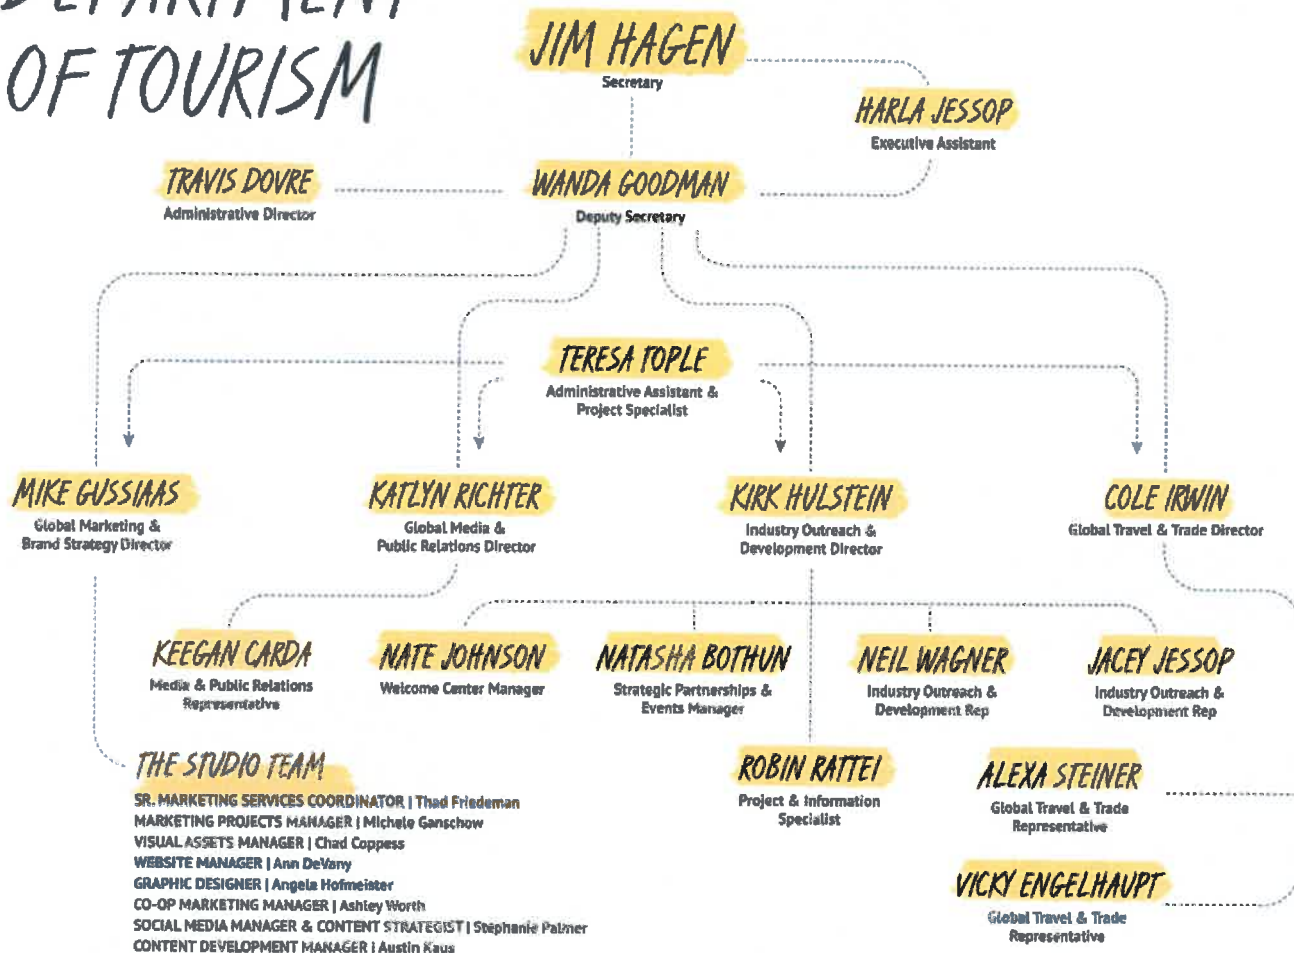 DEPARTMENT
OF TOURISM
JIM HAGEN
Secretary
HARLA JESSOP
Executive Assistant
TRAVIS DOVRE
Administrative Director
WANDA GOODMAN
Deputy Secretary
TERESA TOPLE
Administrative Assistant &
Project Specialist
MIKE GUSSIAAS
Global Marketing &
Brand Strategy Director
KATLYN RICHTER
Global Media &
Public Relations Director
KIRK HULSTEIN
Industry Outreach &
Development Director
COLE IRWIN
Global Travel & Trade Director
KEEGAN CARDA
Media & Public Relations
Representative
NATE JOHNSON
Welcome Center Manager
NATASHA BOTHUN
Strategic Partnerships &
Events Manager
NEIL WAGNER
Industry Outreach &
Development Rep
JACEY JESSOP
Industry Outreach &
Development Rep
THE STUDIO TEAM
SR. MARKETING SERVICES COORDINATOR | Thad Friedeman
MARKETING PROJECTS MANAGER | Michele Ganschow
VISUAL ASSETS MANAGER | Chad Coppess
WEBSITE MANAGER | Ann DeVany
GRAPHIC DESIGNER | Angela Hofmeister
CO-OP MARKETING MANAGER | Ashley Worth
SOCIAL MEDIA MANAGER & CONTENT STRATEGIST | Stephanie Palmer
CONTENT DEVELOPMENT MANAGER | Austin Kaus
ROBIN RATTEI
Project & Information
Specialist
ALEXA STEINER
Global Travel & Trade
Representative
VICKY ENGELHAUPT
Global Travel & Trade
Representative